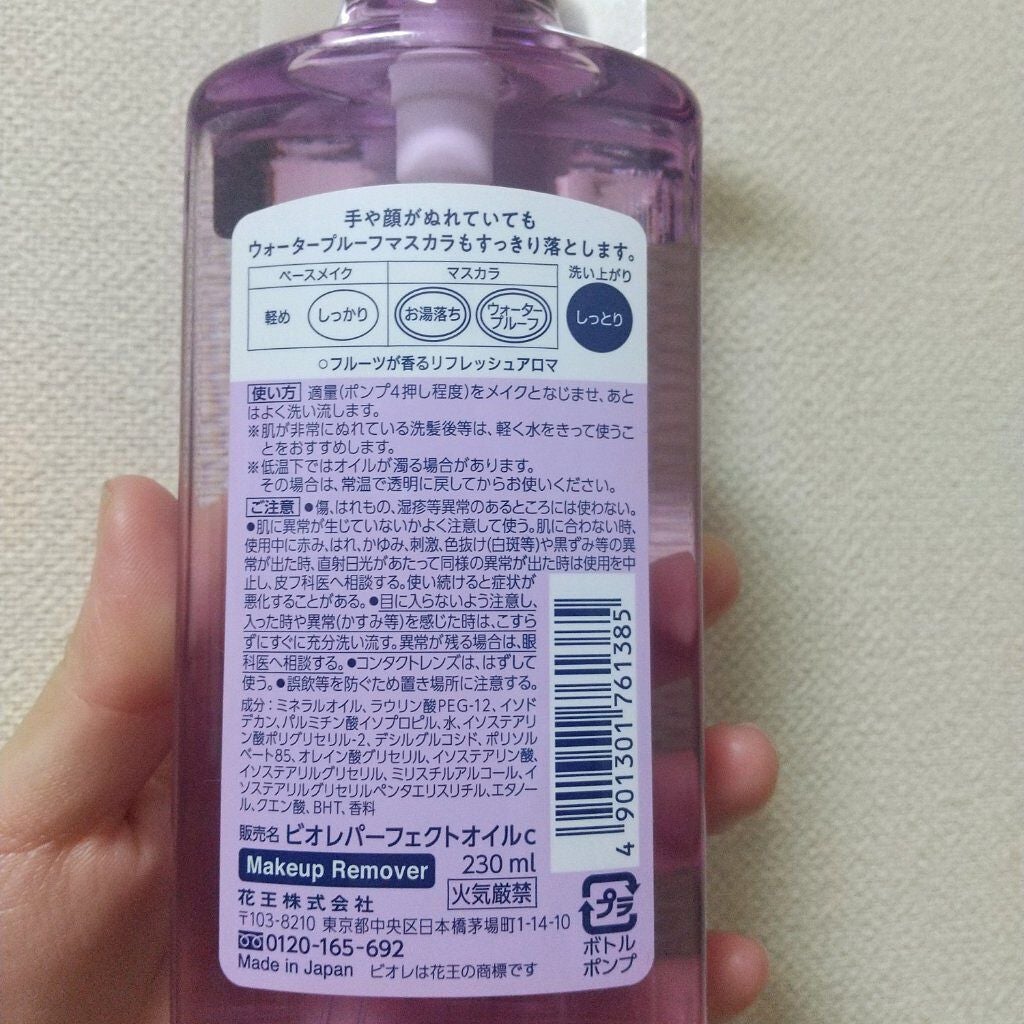 手や顔がぬれていても
ウォータープルーフマスカラもすっきり落とします。
ベースメイク マスカラ 洗い上がり
軽め しっかり お湯落ち ウォータープルーフ しっとり
○フルーツが香るリフレッシュアロマ
使い方 適量(ポンプ4押し程度)をメイクとなじませ、あと
はよく洗い流します。
※肌が非常にぬれている洗髪後等は、軽く水をきって使うこ
とをおすすめします。
※低温下ではオイルが濁る場合があります。
その場合は、常温で透明に戻してからお使いください。
ご注意 ●傷、はれもの、湿疹等異常のあるところには使わない。
●肌に異常が生じていないかよく注意して使う。肌に合わない時、
使用中に赤み、はれ、かゆみ、刺激、色抜け(白斑等)や黒ずみ等の異
常が出た時、直射日光があたって同様の異常が出た時は使用を中
止し、皮フ科医へ相談する。使い続けると症状が
悪化することがある。●目に入らないよう注意し、
入った時や異常(かすみ等)を感じた時は、こすら
ずにすぐに充分洗い流す。異常が残る場合は、眼
科医へ相談する。●コンタクトレンズは、はずして
使う。●誤飲等を防ぐため置き場所に注意する。
成分：ミネラルオイル、ラウリン酸PEG-12、イソド
デカン、パルミチン酸イソプロピル、水、イソステアリ
ン酸ポリグリセリル-2、デシルグルコシド、ポリソル
ベート85、オレイン酸グリセリル、イソステアリン酸、
イソステアリルグリセリル、ミリスチルアルコール、イ
ソステアリルグリセリルペンタエリスリチル、エタノー
ル、クエン酸、BHT、香料
販売名 ビオレパーフェクトオイルc
Makeup Remover 230 ml
花王株式会社 火気厳禁
〒103-8210 東京都中央区日本橋茅場町1-14-10
0120-165-692
Made in Japan ビオレは花王の商標です
4901301761385
プラ
ボトル
ポンプ